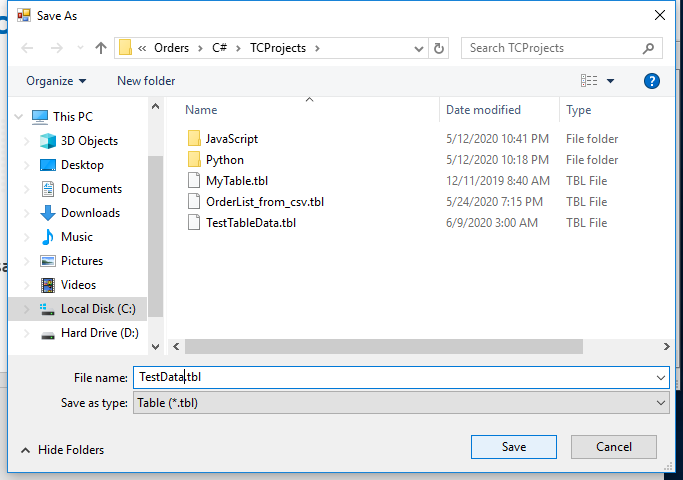 Save As
« Orders > C# > TCProjects >
Search TCProjects
Organize
New folder
?
Name
Date modified
Type
This PC
3D Objects
Desktop
Documents
Downloads
Music
Pictures
Videos
Local Disk (C:)
Hard Drive (D:)
JavaScript 5/12/2020 10:41 PM File folder
Python 5/12/2020 10:18 PM File folder
MyTable.tbl 12/11/2019 8:40 AM TBL File
OrderList_from_csv.tbl 5/24/2020 7:15 PM TBL File
TestTableData.tbl 6/9/2020 3:00 AM TBL File
File name: TestData.tbl
Save as type: Table (*.tbl)
Hide Folders
Save
Cancel